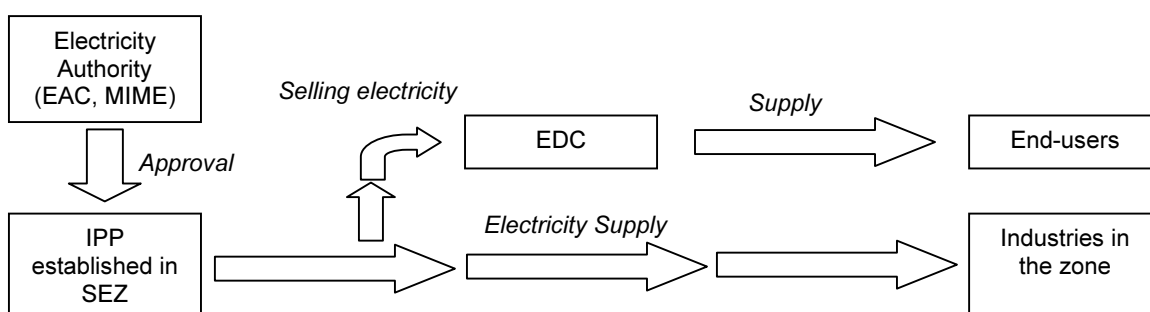 Electricity
Authority
(EAC, MIME)
Selling electricity
Supply
EDC
End-users
Approval
IPP
established in
SEZ
Electricity Supply
Industries in
the zone